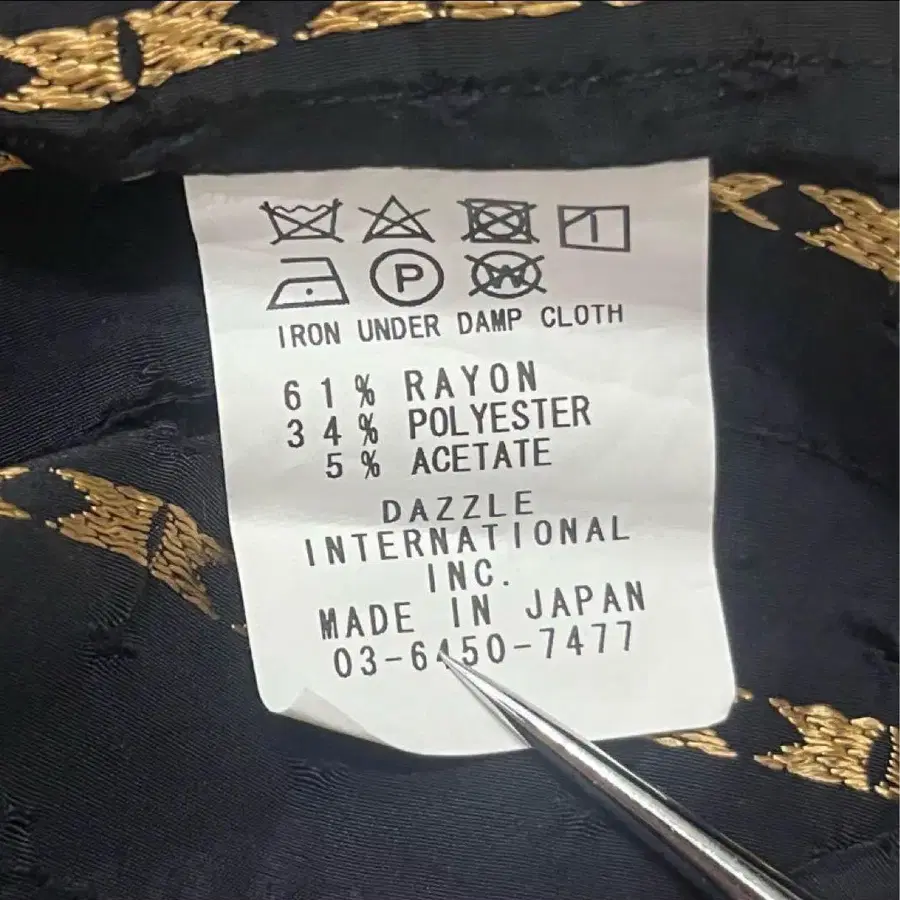 P
W
IRON UNDER DAMP CLOTH
61% RAYON
34% POLYESTER
5% ACETATE
DAZZLE
INTERNATIONAL
INC.
MADE IN JAPAN
03-6450-7477